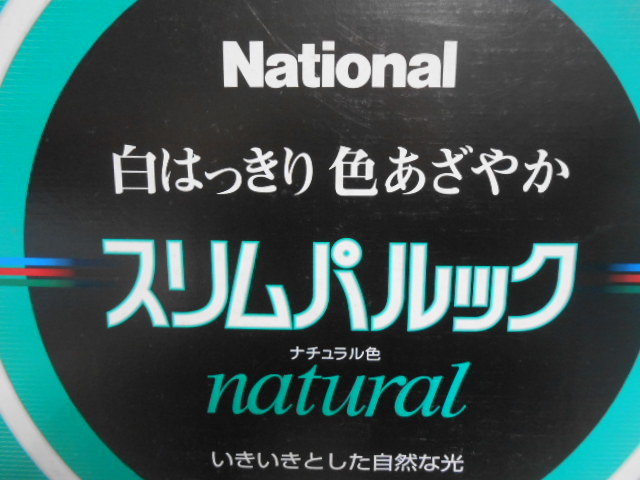 National
白はっきり 色あざやか
スリムパルック
ナチュラル色
natural
いきいきとした自然な光